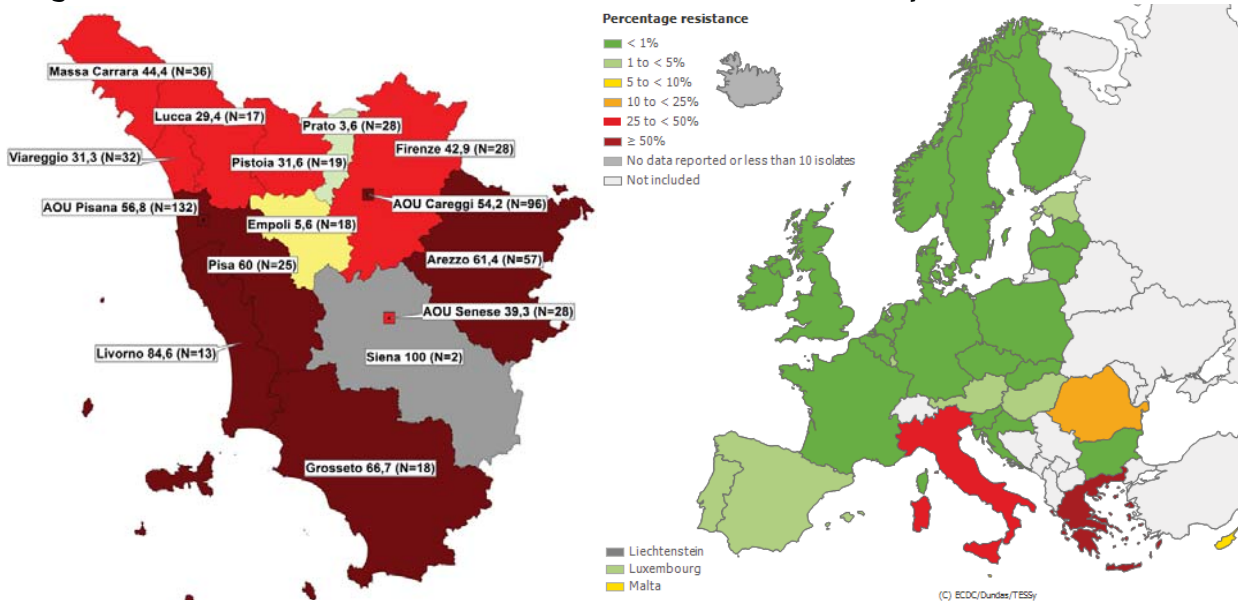 Massa Carrara 44,4 (N=36)
Lucca 29,4 (N=17)
Prato 3,6 (N=28)
Viareggio 31,3 (N=32)
Pistoia 31,6 (N=19)
Firenze 42,9 (N=28)
AOU Pisana 56,8 (N=132)
AOU Careggi 54,2 (N=96)
Empoli 5,6 (N=18)
Pisa 60 (N=25)
Arezzo 61,4 (N=57)
AOU Senese 39,3 (N=28)
Livorno 84,6 (N=13)
Siena 100 (N=2)
Grosseto 66,7 (N=18)
Percentage resistance
< 1%
1 to < 5%
5 to < 10%
10 to < 25%
25 to < 50%
≥ 50%
No data reported or less than 10 isolates
Not included
Liechtenstein
Luxembourg
Malta
(C) ECDC/Dundas/TESSy